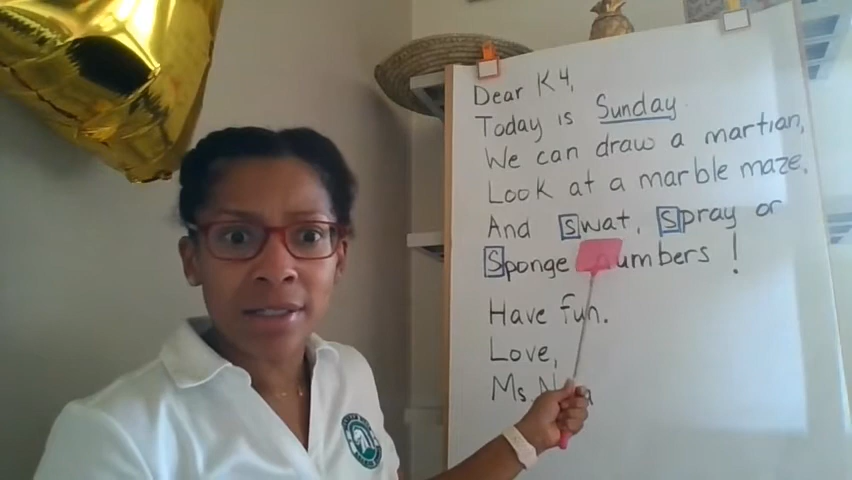 Dear K4,
Today is Sunday.
We can draw a martian,
Look at a marble maze,
And Swat, Spray or
Sponge numbers!
Have fun.
Love,
Ms.